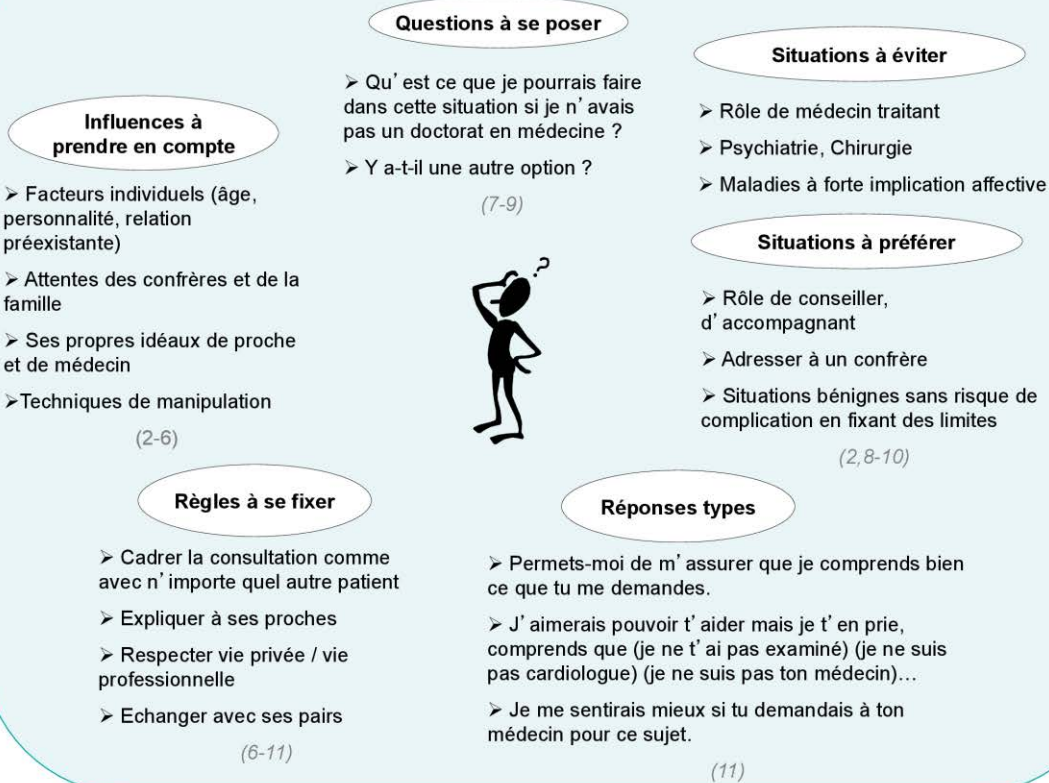 Questions à se poser
➢ Qu’est ce que je pourrais faire
dans cette situation si je n’avais
pas un doctorat en médecine ?
➢ Y a-t-il une autre option ?
(7-9)
Situations à éviter
➢ Rôle de médecin traitant
➢ Psychiatrie, Chirurgie
➢ Maladies à forte implication affective
Influences à
prendre en compte
➢ Facteurs individuels (âge,
personnalité, relation
préexistante)
➢ Attentes des confrères et de la
famille
➢ Ses propres idéaux de proche
et de médecin
➢Techniques de manipulation
(2-6)
Situations à préférer
➢ Rôle de conseiller,
d’accompagnant
➢ Adresser à un confrère
➢ Situations bénignes sans risque de
complication en fixant des limites
(2,8-10)
?
Règles à se fixer
➢ Cadrer la consultation comme
avec n’importe quel autre patient
➢ Expliquer à ses proches
➢ Respecter vie privée / vie
professionnelle
➢ Echanger avec ses pairs
(6-11)
Réponses types
➢ Permets-moi de m’assurer que je comprends bien
ce que tu me demandes.
➢ J’aimerais pouvoir t’aider mais je t’en prie,
comprends que (je ne t’ai pas examiné) (je ne suis
pas cardiologue) (je ne suis pas ton médecin)…
➢ Je me sentirais mieux si tu demandais à ton
médecin pour ce sujet.
(11)